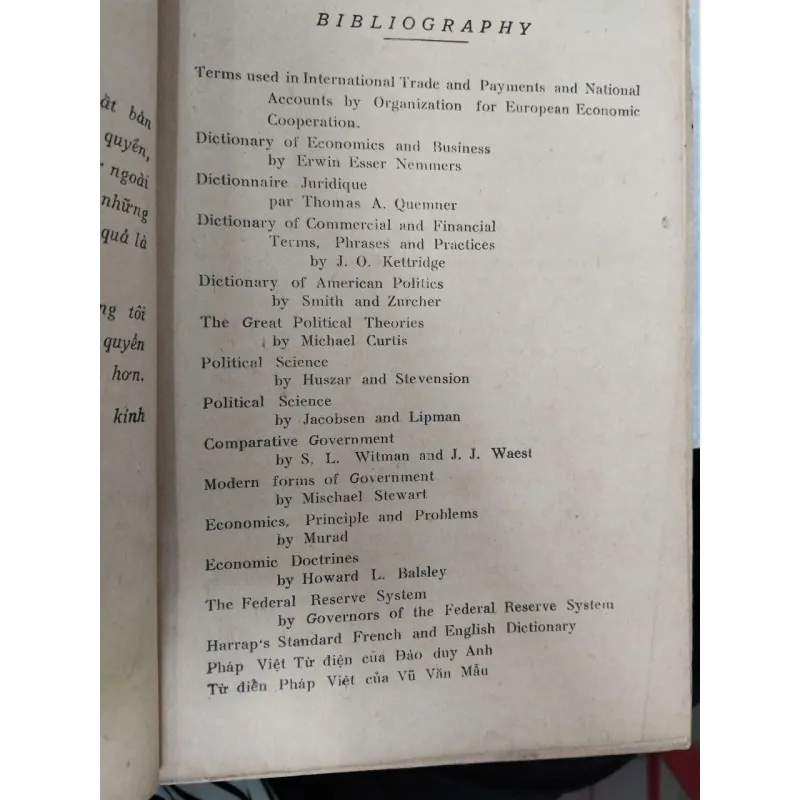 ất bản
quyền,
ngoài
những
quả là
ng tôi
quyển
hơn.
kính
BIBLIOGRAPHY
Terms used in International Trade and Payments and National
Accounts by Organization for European Economic
Cooperation.
Dictionary of Economics and Business
by Erwin Esser Nemmers
Dictionnaire Juridique
par Thomas A. Quemner
Dictionary of Commercial and Financial
Terms, Phrases and Practices
by J. O. Kettridge
Dictionary of American Politics
by Smith and Zurcher
The Great Political Theories
by Michael Curtis
Political Science
by Huszar and Stevension
Political Science
by Jacobsen and Lipman
Comparative Government
by S. L. Witman and J. J. Waest
Modern forms of Government
by Mischael Stewart
Economics, Principle and Problems
by Murad
Economic Doctrines
by Howard L. Balsley
The Federal Reserve System
by Governors of the Federal Reserve System
Harrap's Standard French and English Dictionary
Pháp Việt Từ điện của Đào duy Anh
Từ điển Pháp Việt của Vũ Văn Mẫu